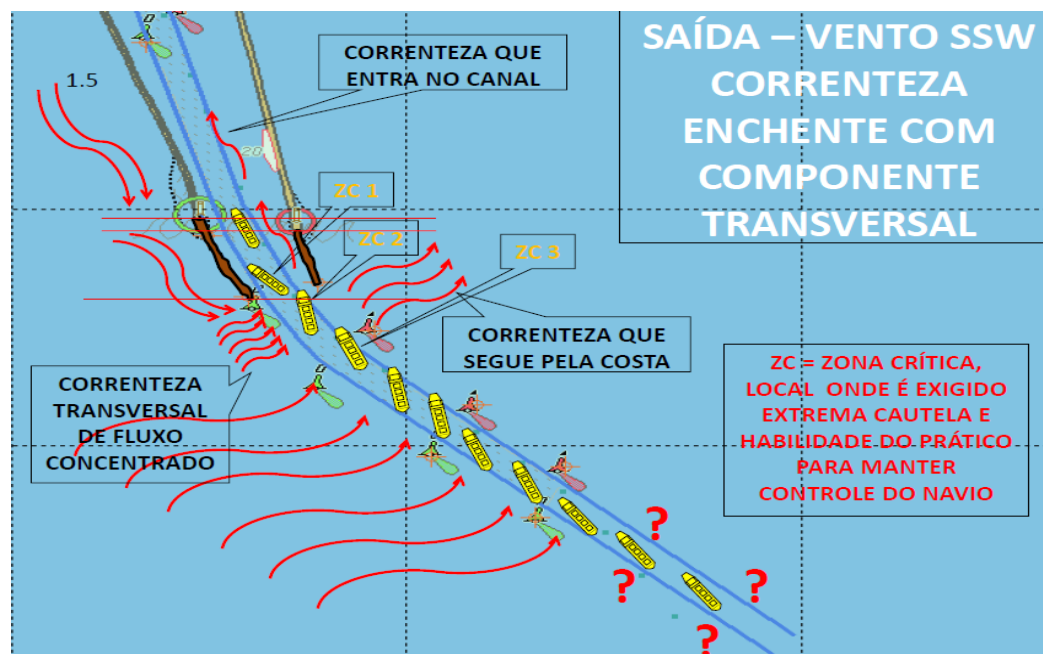 SAÍDA – VENTO SSW
CORRENTEZA
ENCHENTE COM
COMPONENTE
TRANSVERSAL
CORRENTEZA QUE
ENTRA NO CANAL
1.5
20
ZC 1
ZC 2
ZC 3
CORRENTEZA QUE
SEGUE PELA COSTA
CORRENTEZA
TRANSVERSAL
DE FLUXO
CONCENTRADO
ZC = ZONA CRÍTICA,
LOCAL ONDE É EXIGIDO
EXTREMA CAUTELA E
HABILIDADE DO PRÁTICO
PARA MANTER
CONTROLE DO NAVIO
?
?
?
?